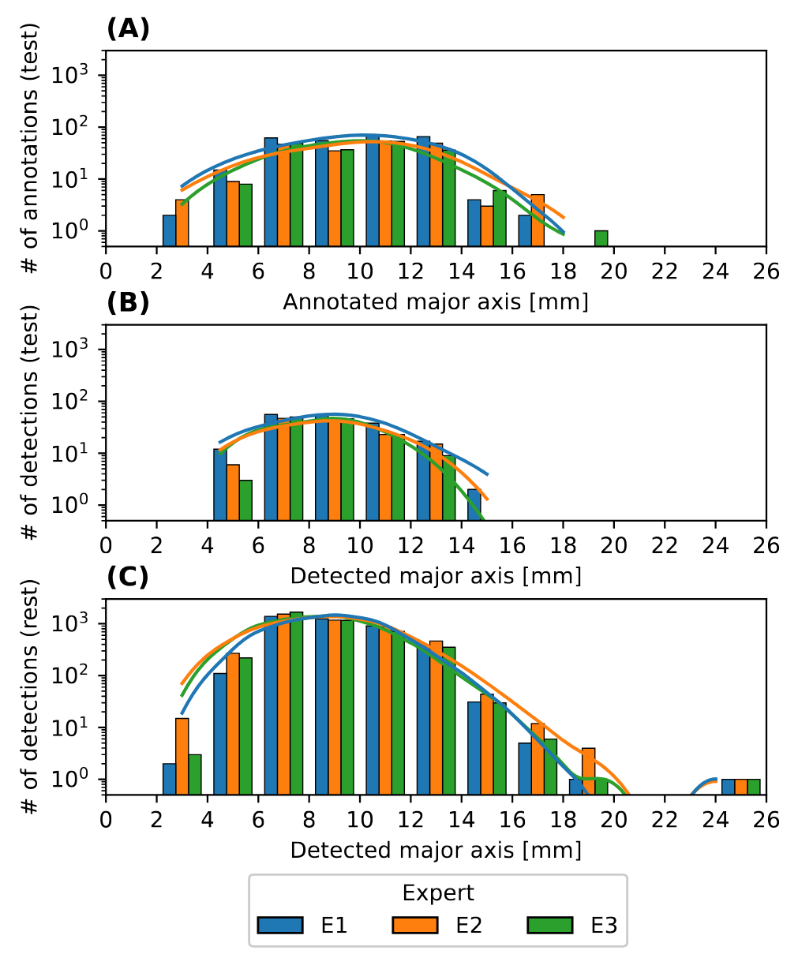 (A)
# of annotations (test)
10³
10²
10¹
10⁰
0 2 4 6 8 10 12 14 16 18 20 22 24 26
Annotated major axis [mm]
(B)
# of detections (test)
10³
10²
10¹
10⁰
0 2 4 6 8 10 12 14 16 18 20 22 24 26
Detected major axis [mm]
(C)
# of detections (rest)
10³
10²
10¹
10⁰
0 2 4 6 8 10 12 14 16 18 20 22 24 26
Detected major axis [mm]
Expert
E1 E2 E3